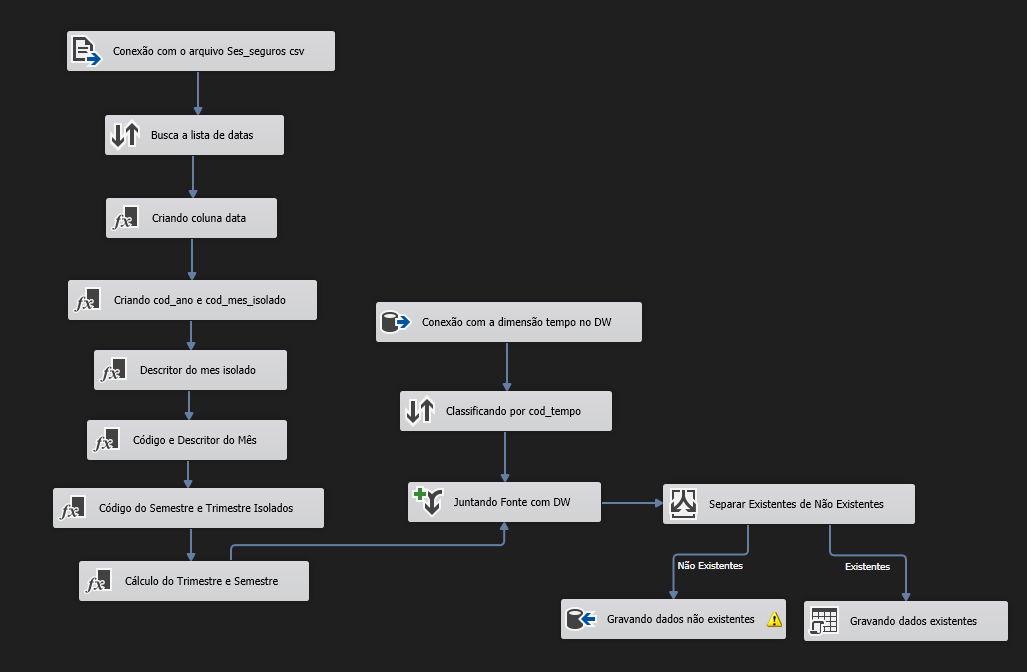 Conexão com o arquivo Ses_seguros csv
Busca a lista de datas
Criando coluna data
Criando cod_ano e cod_mes_isolado
Descritor do mes isolado
Código e Descritor do Mês
Código do Semestre e Trimestre Isolados
Cálculo do Trimestre e Semestre
Conexão com a dimensão tempo no DW
Classificando por cod_tempo
Juntando Fonte com DW
Separar Existentes de Não Existentes
Não Existentes
Existentes
Gravando dados não existentes
Gravando dados existentes